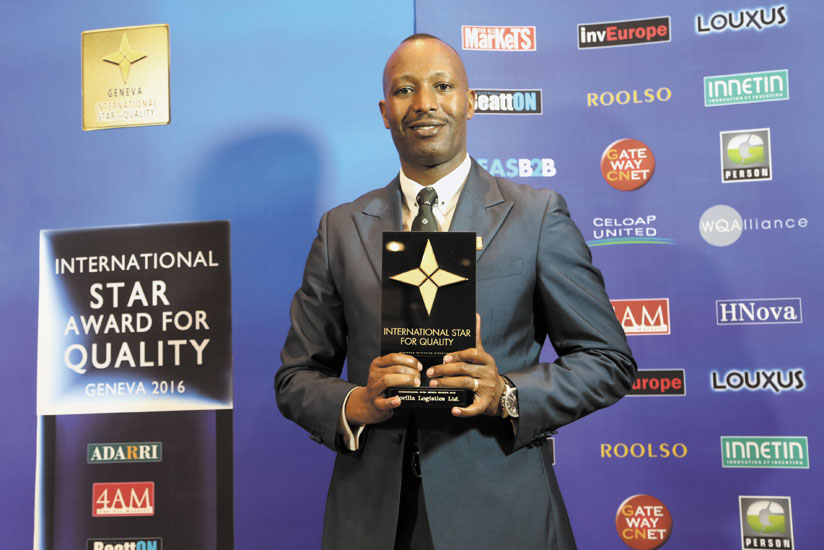 GENEVA
INTERNATIONAL
STAR QUALITY
INTERNATIONAL
STAR
AWARD FOR
QUALITY
GENEVA 2016
ADARRI
4AM
BeattON
INTERNATIONAL STAR
FOR QUALITY
BUSINESS INITIATIVE
Gorilla Logistics Ltd.
MarKeTS
invEurope
LOUXUS
BeattON
ROOLSO
INNETIN
INNOVATION ET INVENTION
EASB2B
GATE
WAY
CNET
PERSON
CELOAP
UNITED
WQAlliance
4AM
HNova
Europe
LOUXUS
ROOLSO
INNETIN
INNOVATION ET INVENTION
GATE
WAY
CNET
PERSON